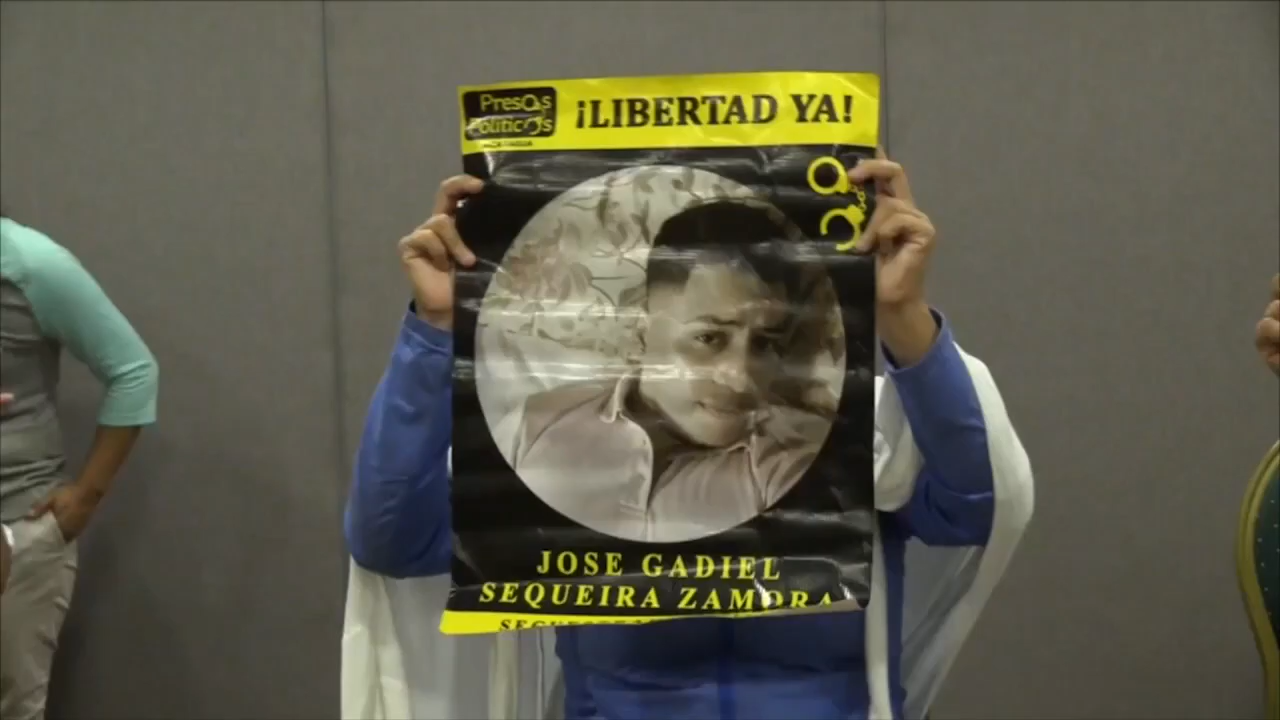 Presos
Políticos
¡LIBERTAD YA!
JOSE GADIEL
SEQUEIRA ZAMORA